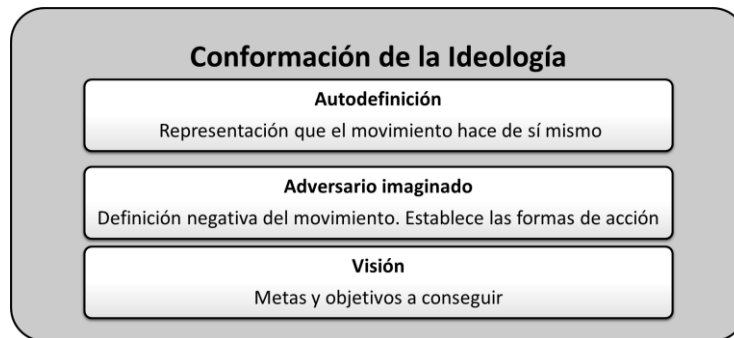 Conformación de la Ideología
Autodefinición
Representación que el movimiento hace de sí mismo
Adversario imaginado
Definición negativa del movimiento. Establece las formas de acción
Visión
Metas y objetivos a conseguir